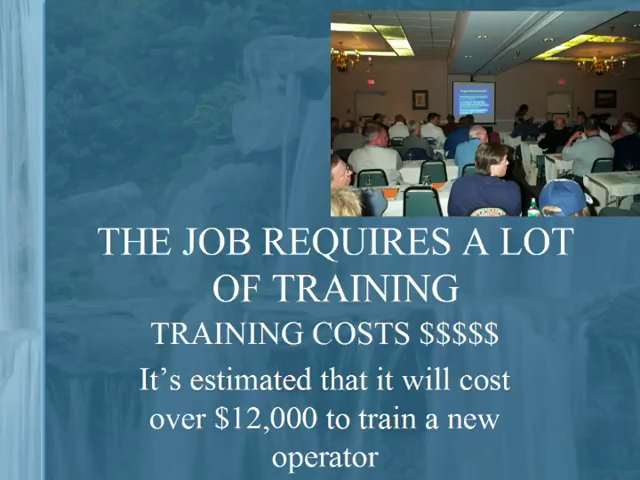 THE JOB REQUIRES A LOT
OF TRAINING
TRAINING COSTS $$$$$
It’s estimated that it will cost
over $12,000 to train a new
operator